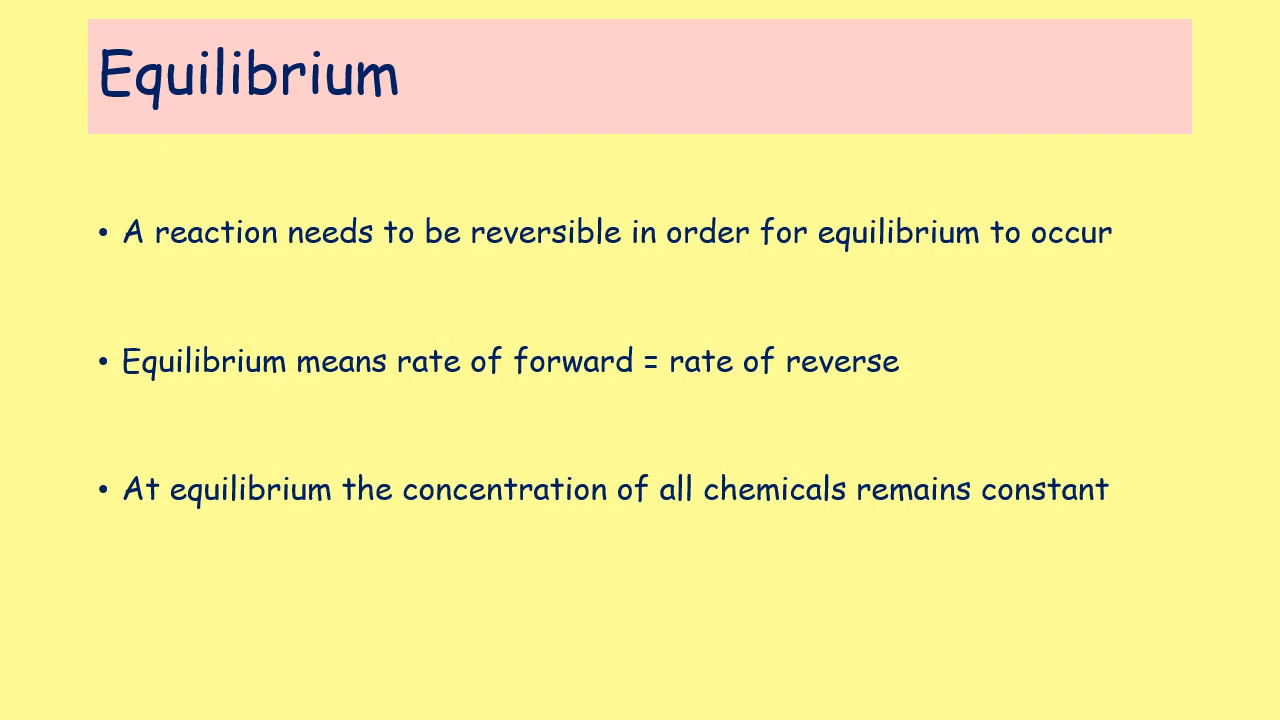 Equilibrium
• A reaction needs to be reversible in order for equilibrium to occur
• Equilibrium means rate of forward = rate of reverse
• At equilibrium the concentration of all chemicals remains constant